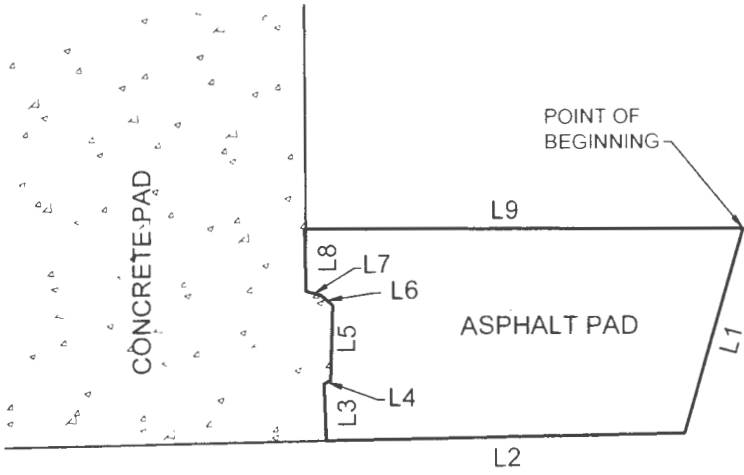 POINT OF
BEGINNING
L9
CONCRETE PAD
L8
L7
L6
ASPHALT PAD
L5
L1
L4
L3
L2